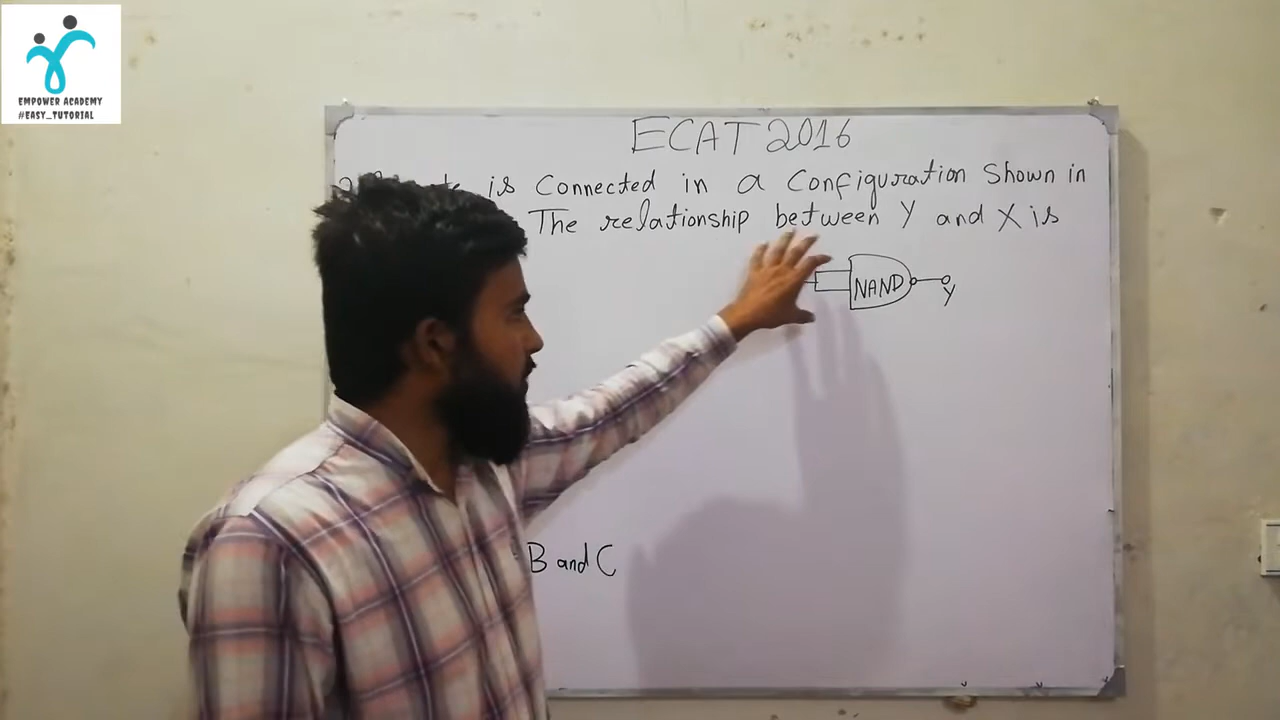 EMPOWER ACADEMY
#EASY_TUTORIAL
ECAT 2016
is Connected in a Configuration Shown in
The relationship between Y and X is
NAND
Y
B and C